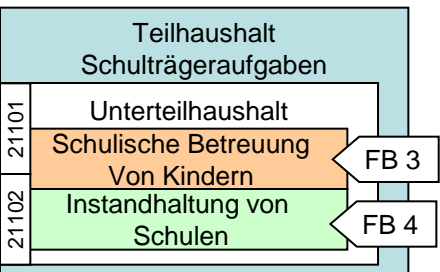 Teilhaushalt
Schulträgeraufgaben
Unterteilhaushalt
21101
Schulische Betreuung
Von Kindern
FB 3
21102
Instandhaltung von
Schulen
FB 4